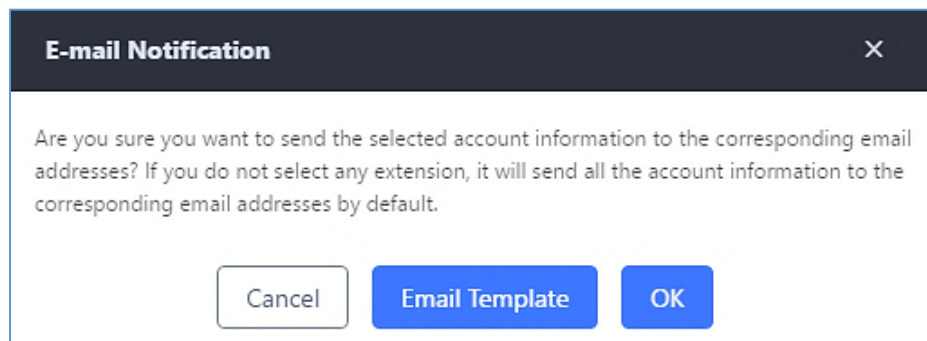 E-mail Notification
Are you sure you want to send the selected account information to the corresponding email
addresses? If you do not select any extension, it will send all the account information to the
corresponding email addresses by default.
Cancel Email Template OK